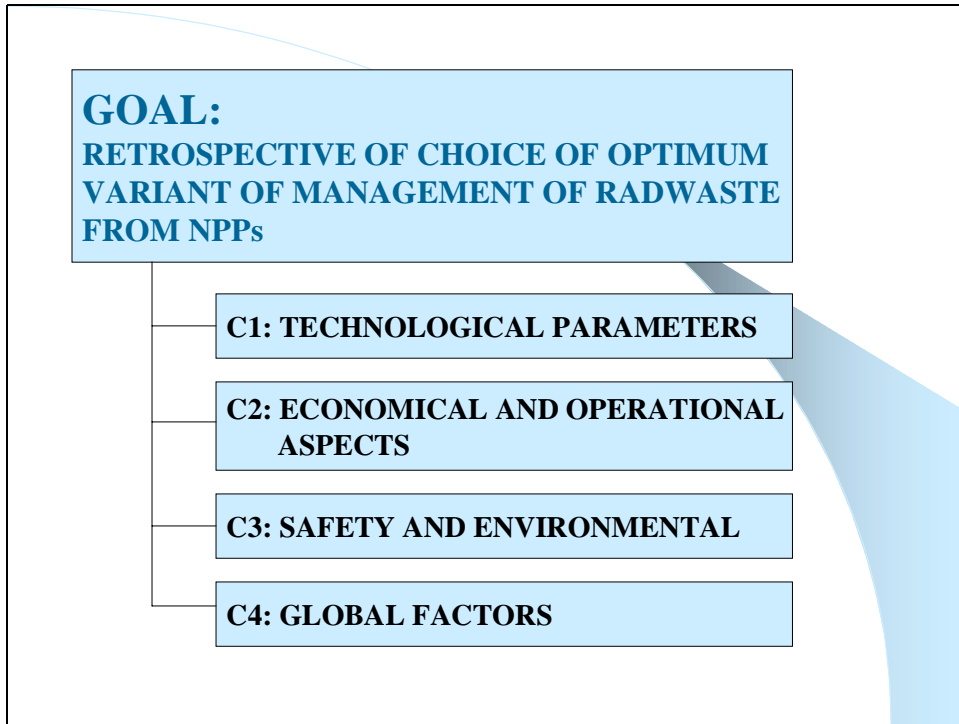 GOAL:
RETROSPECTIVE OF CHOICE OF OPTIMUM
VARIANT OF MANAGEMENT OF RADWASTE
FROM NPPs
C1: TECHNOLOGICAL PARAMETERS
C2: ECONOMICAL AND OPERATIONAL
ASPECTS
C3: SAFETY AND ENVIRONMENTAL
C4: GLOBAL FACTORS